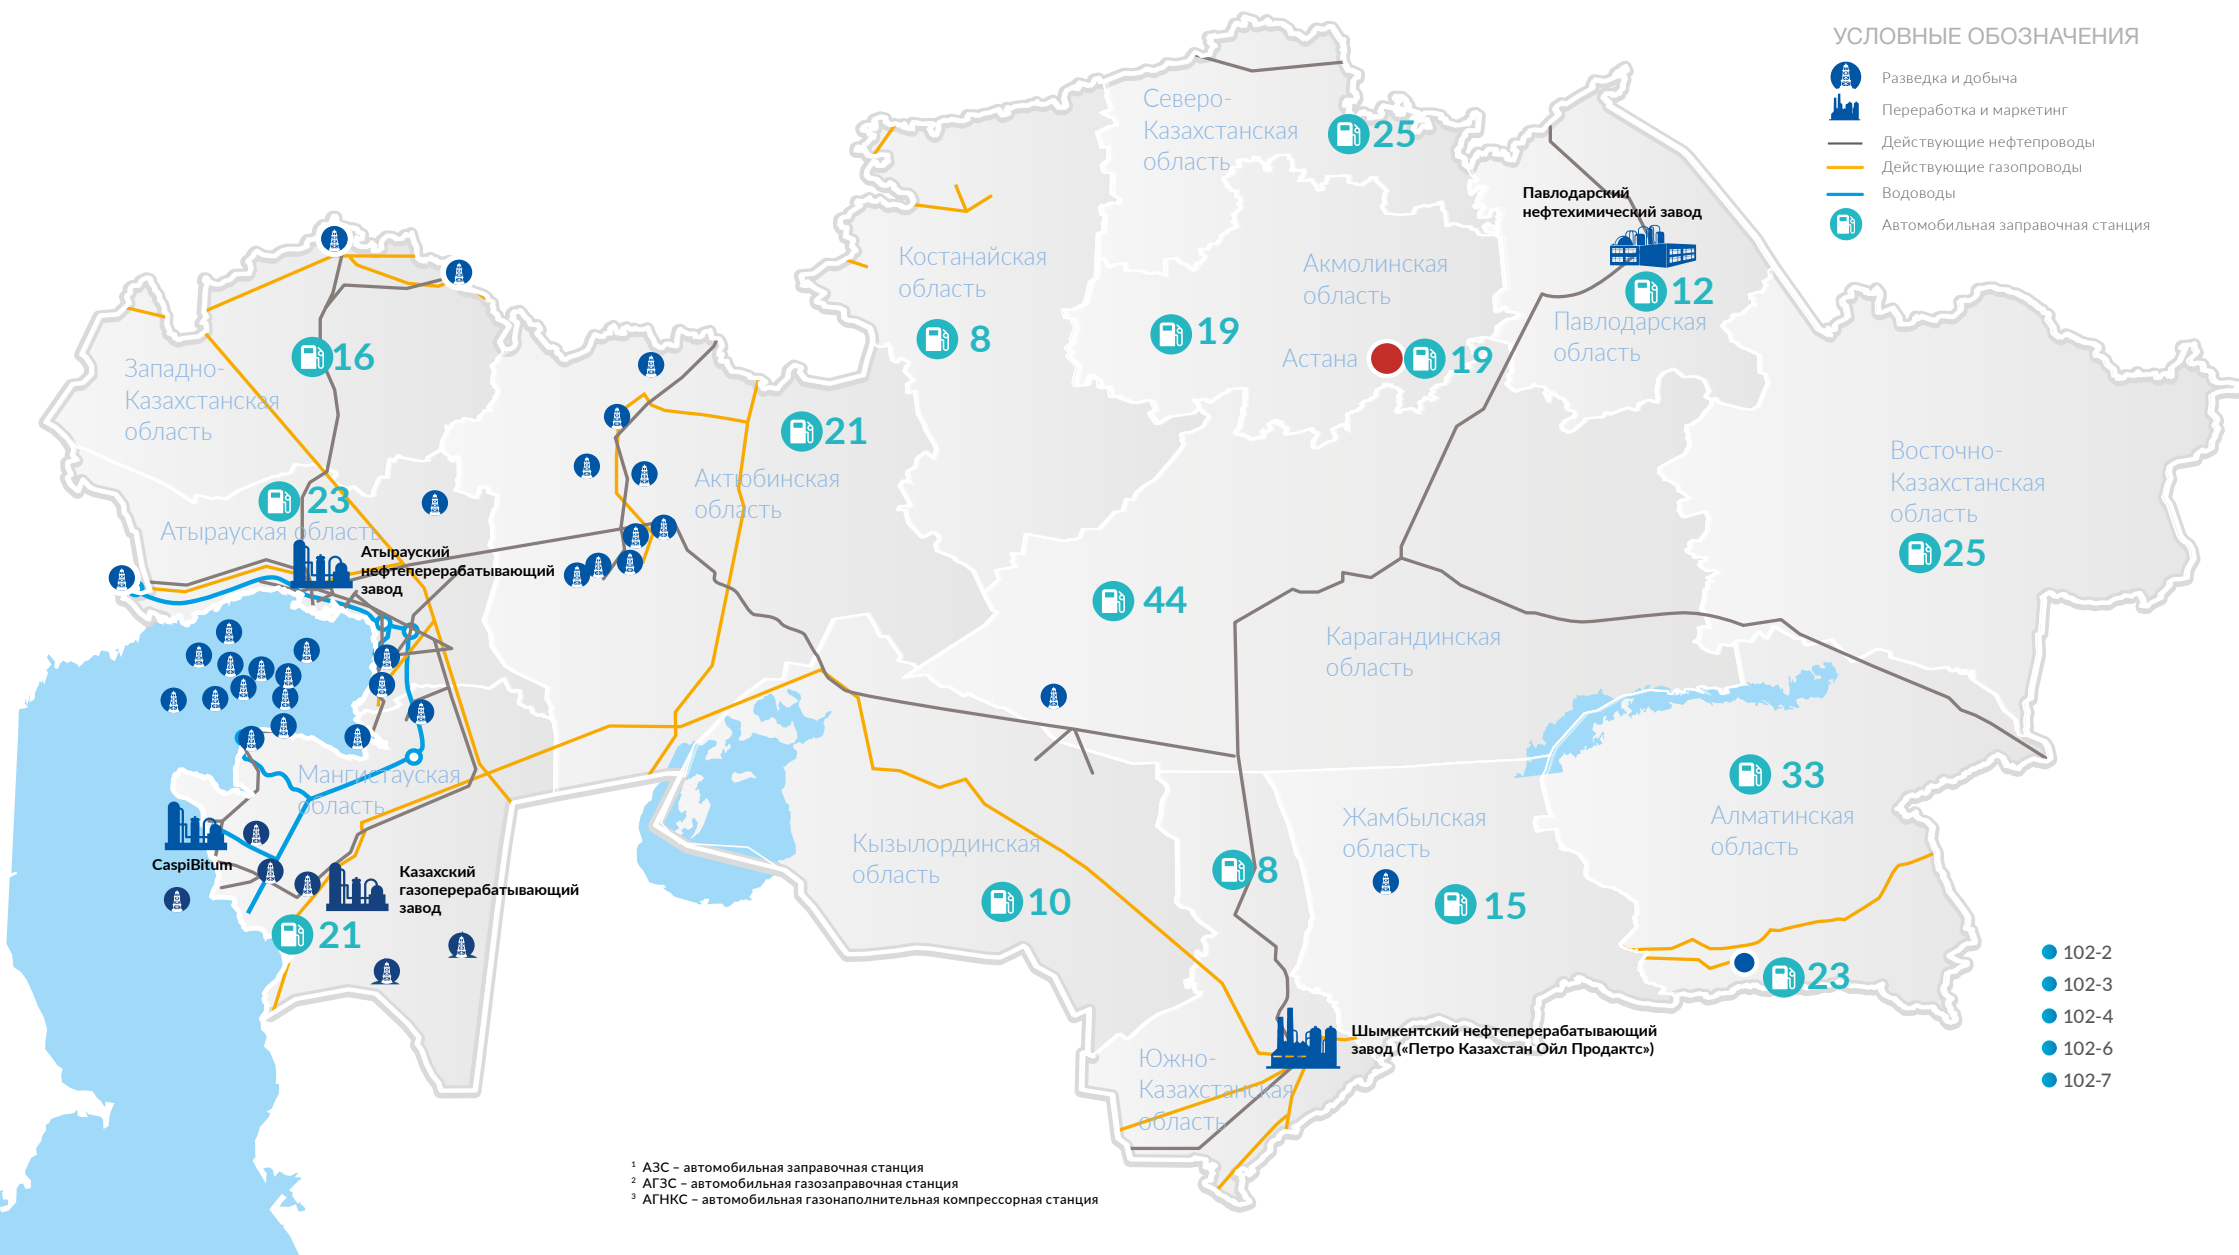 УСЛОВНЫЕ ОБОЗНАЧЕНИЯ
Разведка и добыча
Переработка и маркетинг
Действующие нефтепроводы
Действующие газопроводы
Водоводы
Автомобильная заправочная станция
Северо-
Казахстанская
область
25
Павлодарский
нефтехимический завод
12
Павлодарская
область
Костанайская
область
8
Акмолинская
область
19
Астана
19
16
Западно-
Казахстанская
область
21
Актюбинская
область
23
Атырауская область
Атырауский
нефтеперерабатывающий
завод
Восточно-
Казахстанская
область
25
44
Карагандинская
область
Мангистауская
область
CaspiBitum
Казахский
газоперерабатывающий
завод
21
Кызылординская
область
10
8
Жамбылская
область
15
33
Алматинская
область
23
Шымкентский нефтеперерабатывающий
завод («Петро Казахстан Ойл Продактс»)
Южно-
Казахстанская
область
102-2
102-3
102-4
102-6
102-7
1 АЗС – автомобильная заправочная станция
2 АГЗС – автомобильная газозаправочная станция
3 АГНКС – автомобильная газонаполнительная компрессорная станция